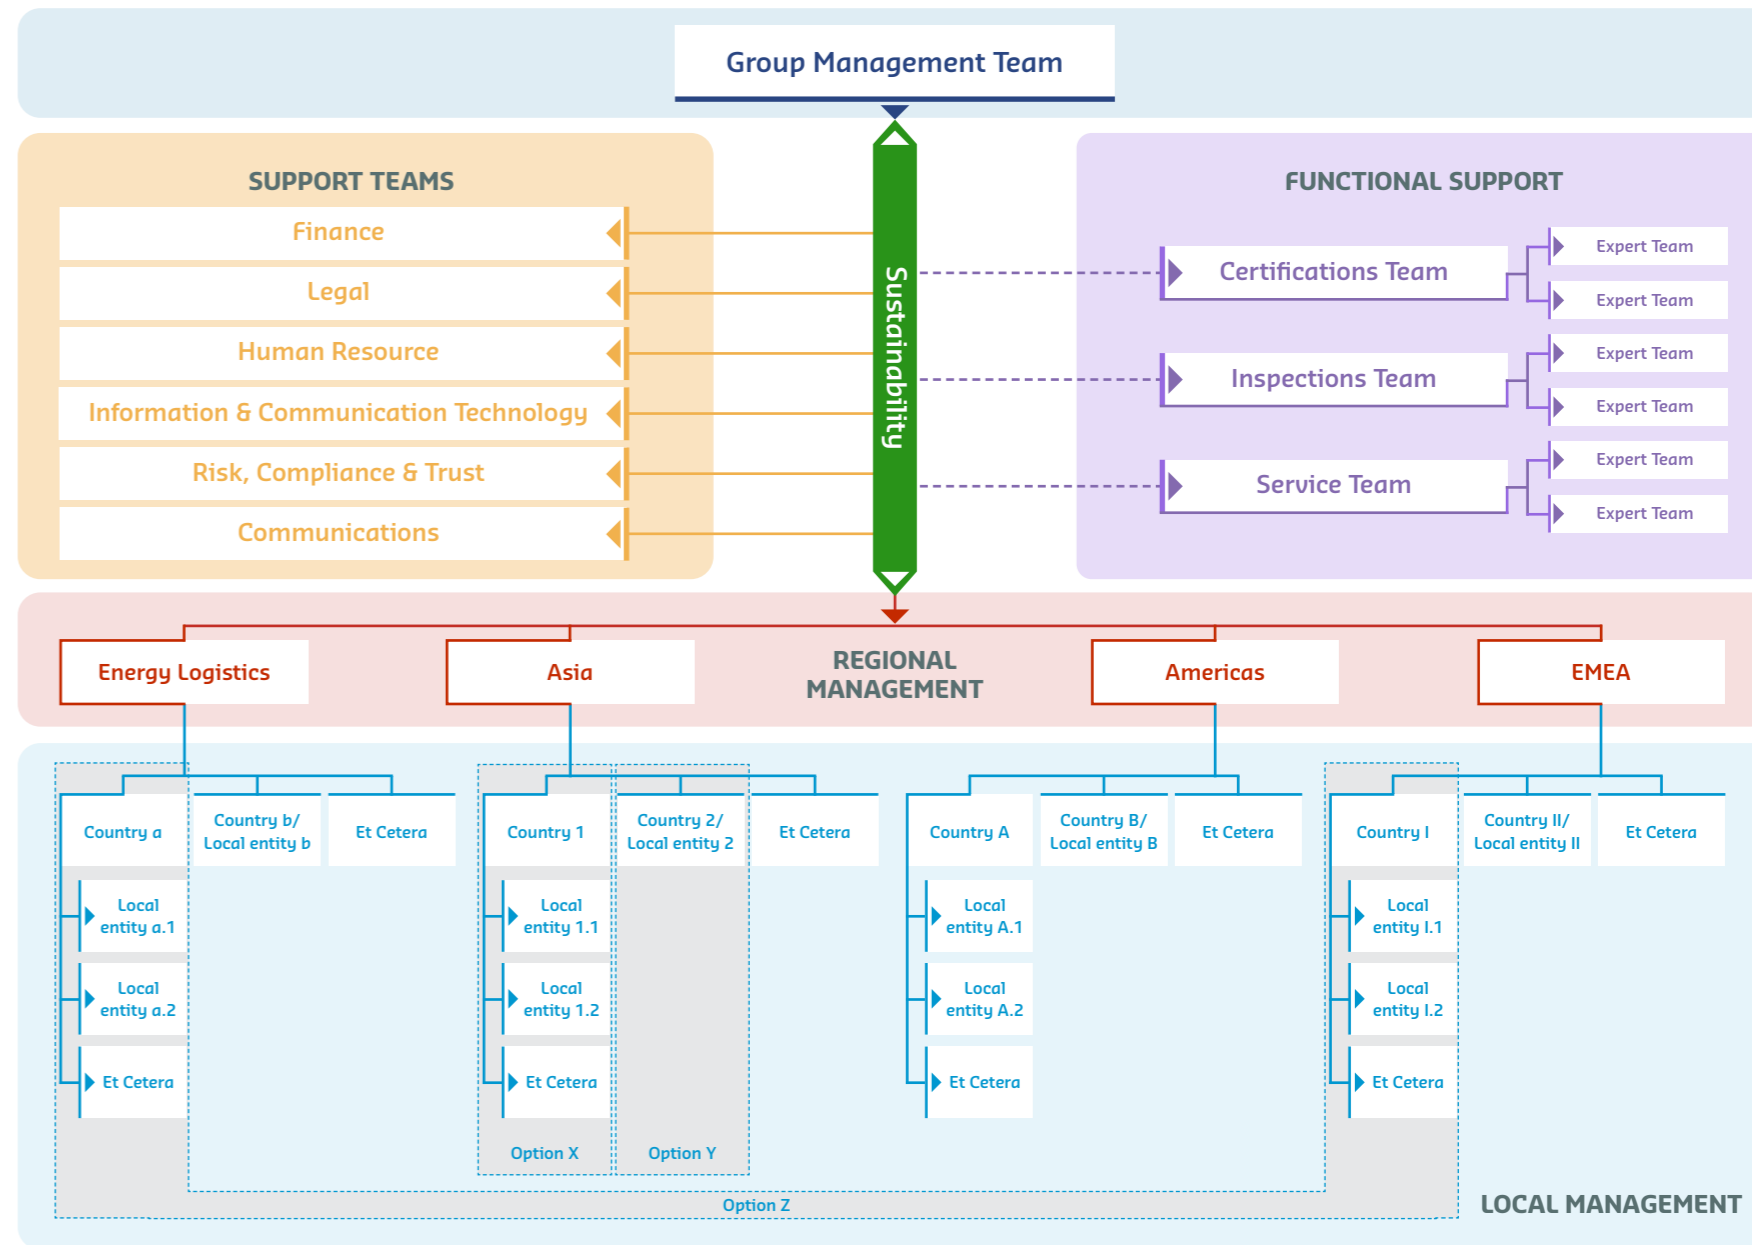 Group Management Team
SUPPORT TEAMS
Finance
Legal
Human Resource
Information & Communication Technology
Risk, Compliance & Trust
Communications
Sustainability
FUNCTIONAL SUPPORT
Certifications Team
Expert Team
Expert Team
Inspections Team
Expert Team
Expert Team
Service Team
Expert Team
Expert Team
REGIONAL
MANAGEMENT
Energy Logistics
Asia
Americas
EMEA
Country a
Country b/
Local entity b
Et Cetera
Local
entity a.1
Local
entity a.2
Et Cetera
Country 1
Country 2/
Local entity 2
Et Cetera
Local
entity 1.1
Local
entity 1.2
Et Cetera
Option X
Option Y
Country A
Country B/
Local entity B
Et Cetera
Local
entity A.1
Local
entity A.2
Et Cetera
Country I
Country II/
Local entity II
Et Cetera
Local
entity I.1
Local
entity I.2
Et Cetera
Option Z
LOCAL MANAGEMENT